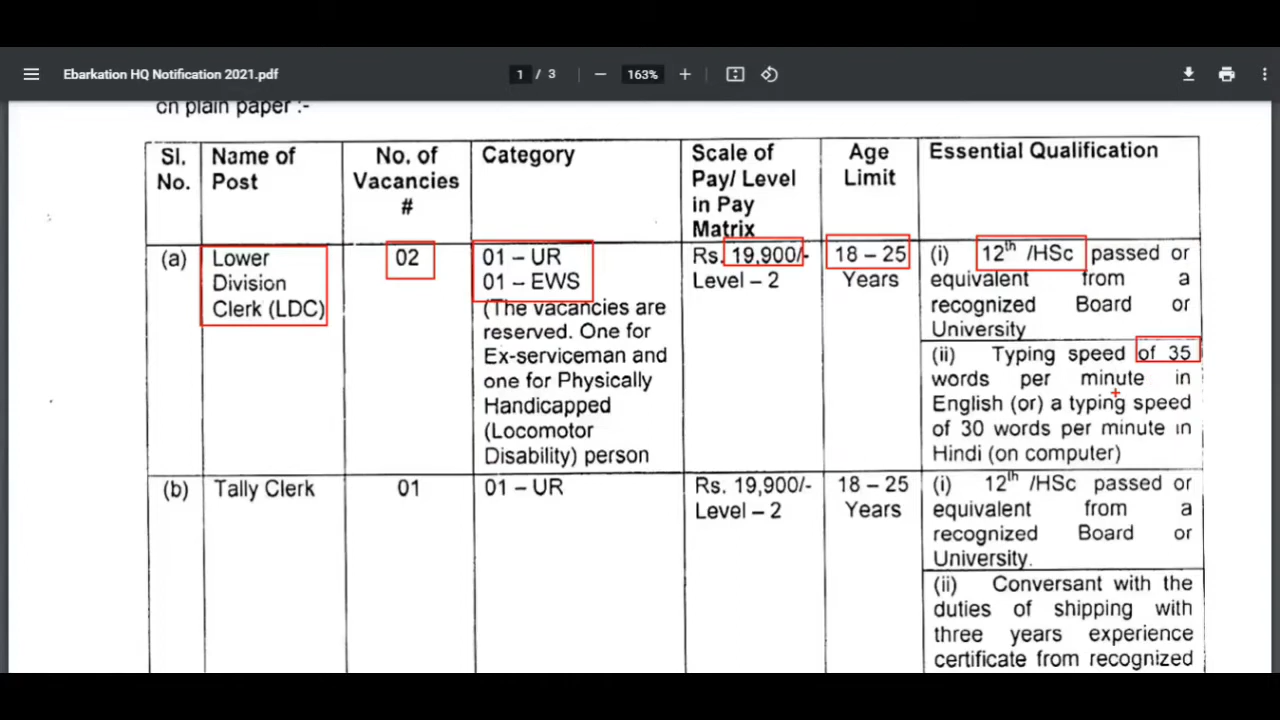 Ebarkation HQ Notification 2021.pdf
1 / 3
163%
on plain paper :-
Sl. No.
Name of Post
No. of Vacancies #
Category
Scale of Pay/ Level in Pay Matrix
Age Limit
Essential Qualification
(a)
Lower
Division
Clerk (LDC)
02
01 – UR
01 – EWS
(The vacancies are
reserved. One for
Ex-serviceman and
one for Physically
Handicapped
(Locomotor
Disability) person
Rs. 19,900/-
Level – 2
18 – 25
Years
(i) 12th /HSc passed or
equivalent from a
recognized Board or
University
(ii) Typing speed of 35
words per minute in
English (or) a typing speed
of 30 words per minute in
Hindi (on computer)
(b)
Tally Clerk
01
01 – UR
Rs. 19,900/-
Level – 2
18 – 25
Years
(i) 12th /HSc passed or
equivalent from a
recognized Board or
University.
(ii) Conversant with the
duties of shipping with
three years experience
certificate from recognized